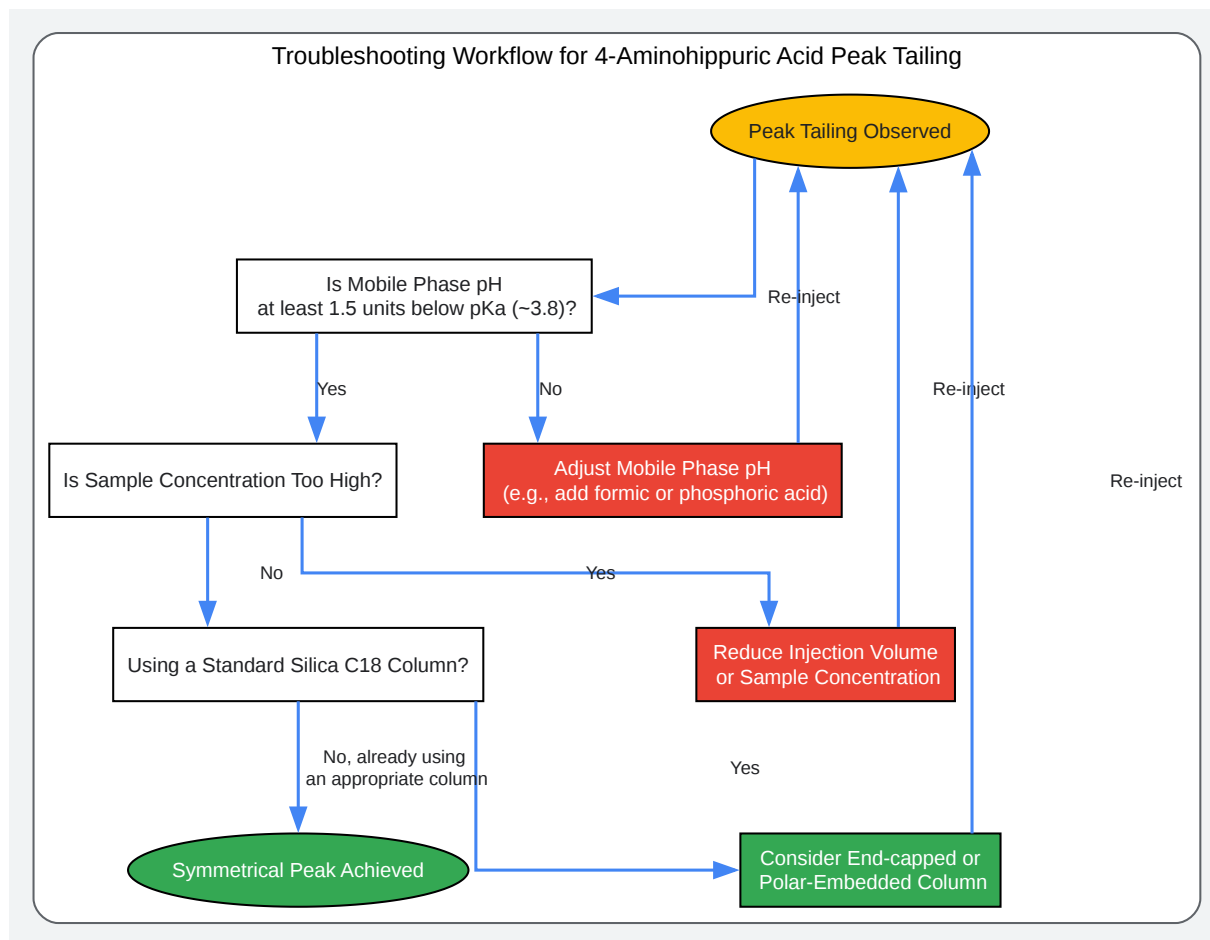 Troubleshooting Workflow for 4-Aminohippuric Acid Peak Tailing
Peak Tailing Observed
Is Mobile Phase pH
at least 1.5 units below pKa (~3.8)?
Re-inject
Yes
No
Re-inject
Is Sample Concentration Too High?
Adjust Mobile Phase pH
(e.g., add formic or phosphoric acid)
Re-inject
No
Yes
Using a Standard Silica C18 Column?
Reduce Injection Volume
or Sample Concentration
No, already using
an appropriate column
Yes
Symmetrical Peak Achieved
Consider End-capped or
Polar-Embedded Column